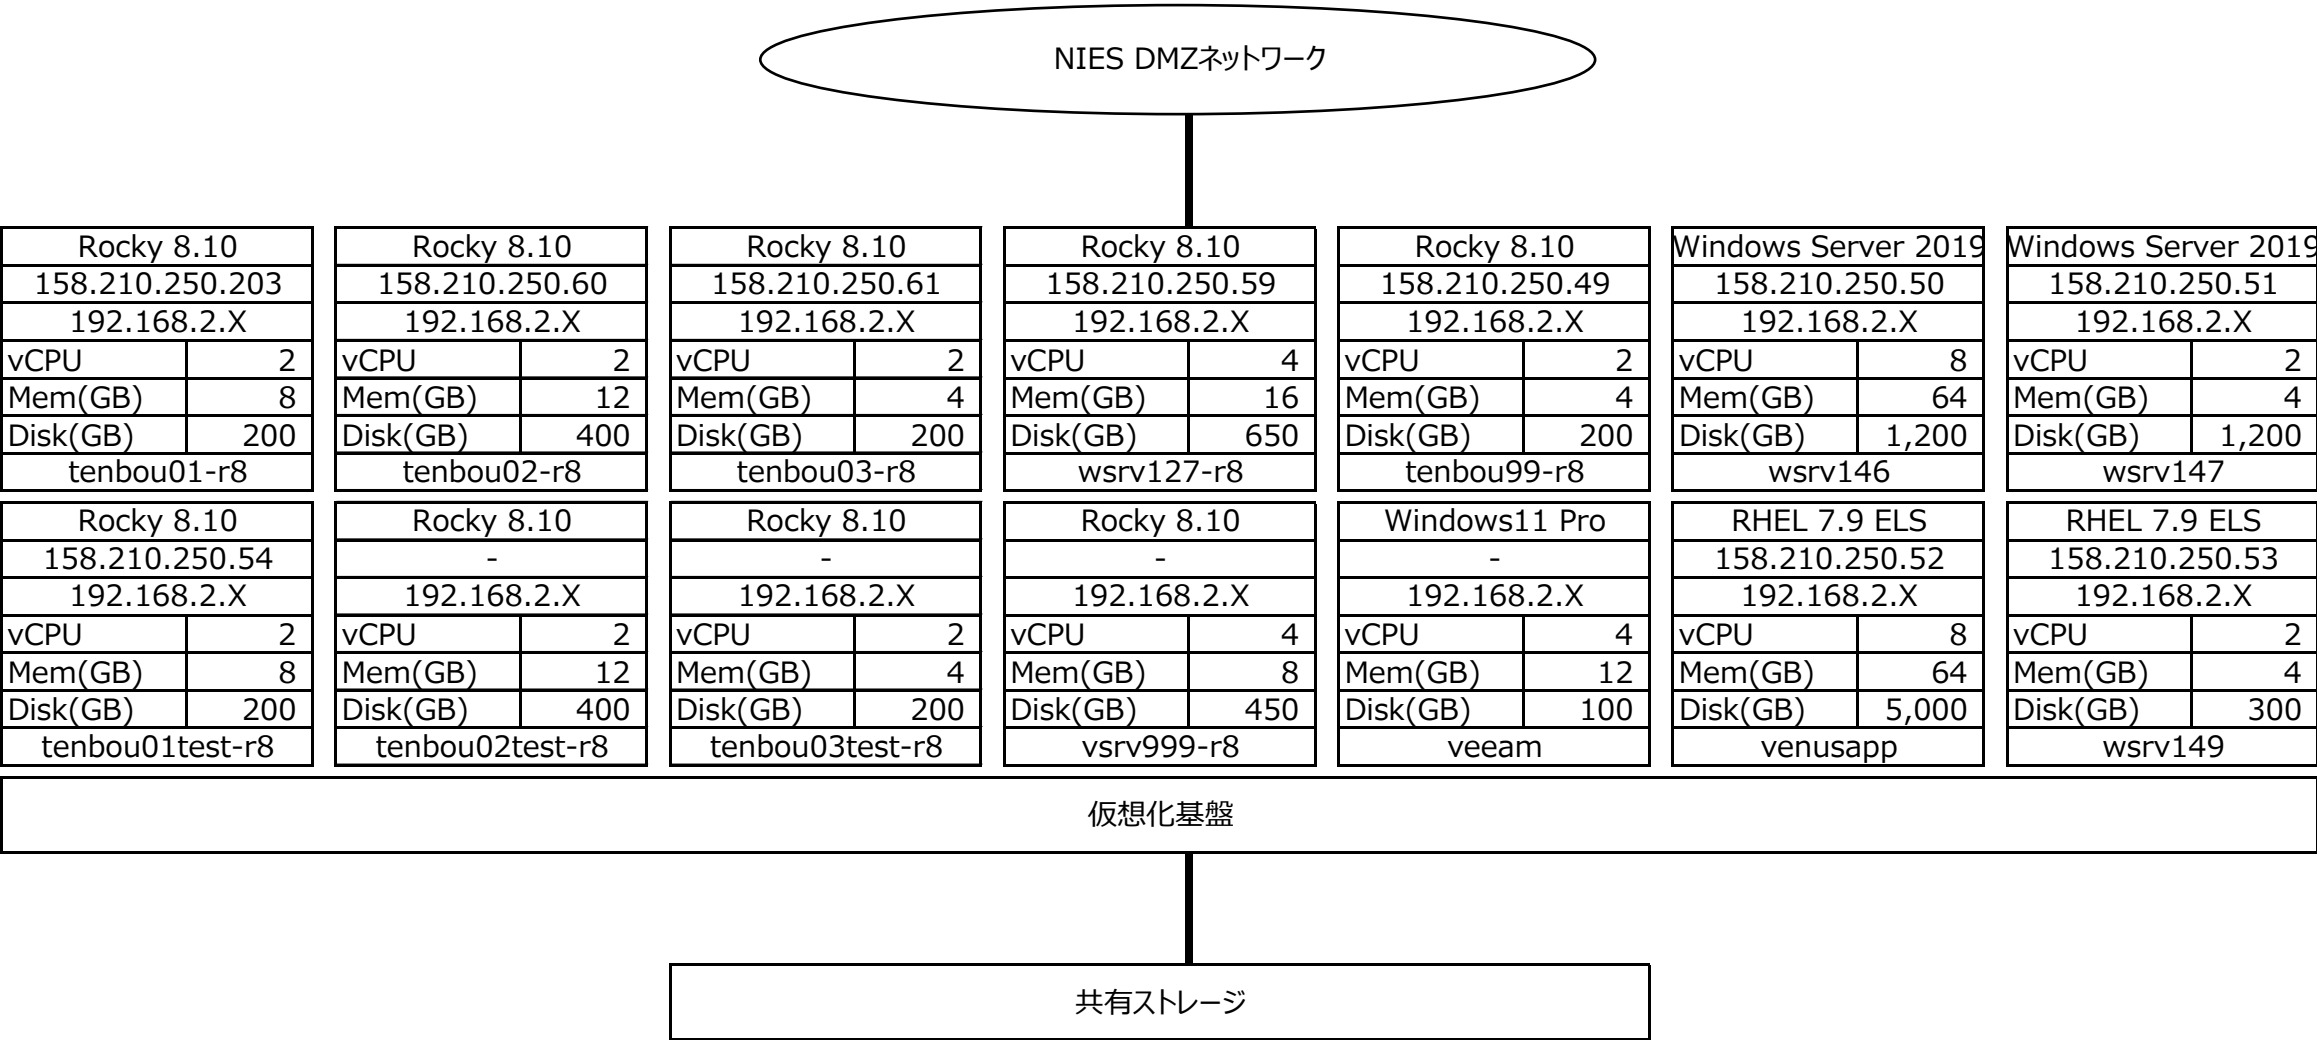 NIES DMZネットワーク
Rocky 8.10 Rocky 8.10 Rocky 8.10 Rocky 8.10 Rocky 8.10 Windows Server 2019 Windows Server 2019
158.210.250.203 158.210.250.60 158.210.250.61 158.210.250.59 158.210.250.49 158.210.250.50 158.210.250.51
192.168.2.X 192.168.2.X 192.168.2.X 192.168.2.X 192.168.2.X 192.168.2.X 192.168.2.X
vCPU 2 vCPU 2 vCPU 2 vCPU 4 vCPU 2 vCPU 8 vCPU 2
Mem(GB) 8 Mem(GB) 12 Mem(GB) 4 Mem(GB) 16 Mem(GB) 4 Mem(GB) 64 Mem(GB) 4
Disk(GB) 200 Disk(GB) 400 Disk(GB) 200 Disk(GB) 650 Disk(GB) 200 Disk(GB) 1,200 Disk(GB) 1,200
tenbou01-r8 tenbou02-r8 tenbou03-r8 wsrv127-r8 tenbou99-r8 wsrv146 wsrv147
Rocky 8.10 Rocky 8.10 Rocky 8.10 Rocky 8.10 Windows11 Pro RHEL 7.9 ELS RHEL 7.9 ELS
158.210.250.54 - - - - 158.210.250.52 158.210.250.53
192.168.2.X 192.168.2.X 192.168.2.X 192.168.2.X 192.168.2.X 192.168.2.X 192.168.2.X
vCPU 2 vCPU 2 vCPU 2 vCPU 4 vCPU 4 vCPU 8 vCPU 2
Mem(GB) 8 Mem(GB) 12 Mem(GB) 4 Mem(GB) 8 Mem(GB) 12 Mem(GB) 64 Mem(GB) 4
Disk(GB) 200 Disk(GB) 400 Disk(GB) 200 Disk(GB) 450 Disk(GB) 100 Disk(GB) 5,000 Disk(GB) 300
tenbou01test-r8 tenbou02test-r8 tenbou03test-r8 vsrv999-r8 veeam venusapp wsrv149
仮想化基盤
共有ストレージ